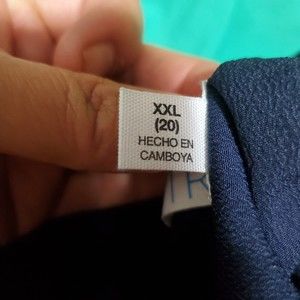 XXL
(20)
HECHO EN
CAMBOYA